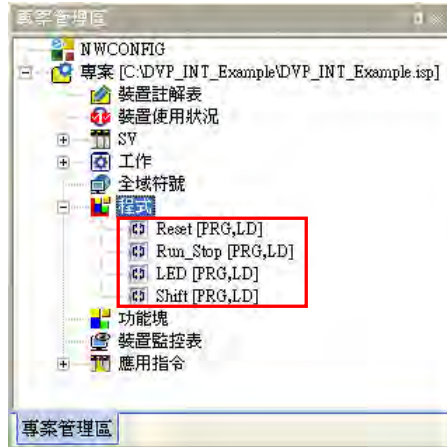 專案管理區
NWCONFIG
專案 [C:\DVP_INT_Example\DVP_INT_Example.isp]
裝置註解表
裝置使用狀況
SV
工作
全域符號
程式
Reset [PRG,LD]
Run_Stop [PRG,LD]
LED [PRG,LD]
Shift [PRG,LD]
功能塊
裝置監控表
應用指令
專案管理區